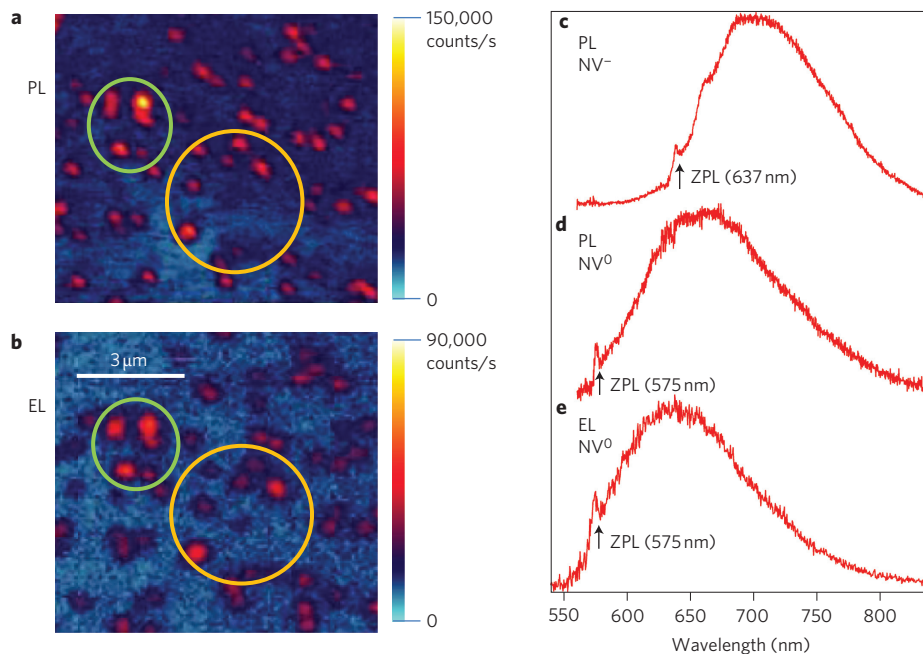 a
PL
150,000
counts/s
0
b
EL
3 μm
90,000
counts/s
0
c
PL
NV⁻
ZPL (637 nm)
d
PL
NV⁰
ZPL (575 nm)
e
EL
NV⁰
ZPL (575 nm)
550 600 650 700 750 800
Wavelength (nm)